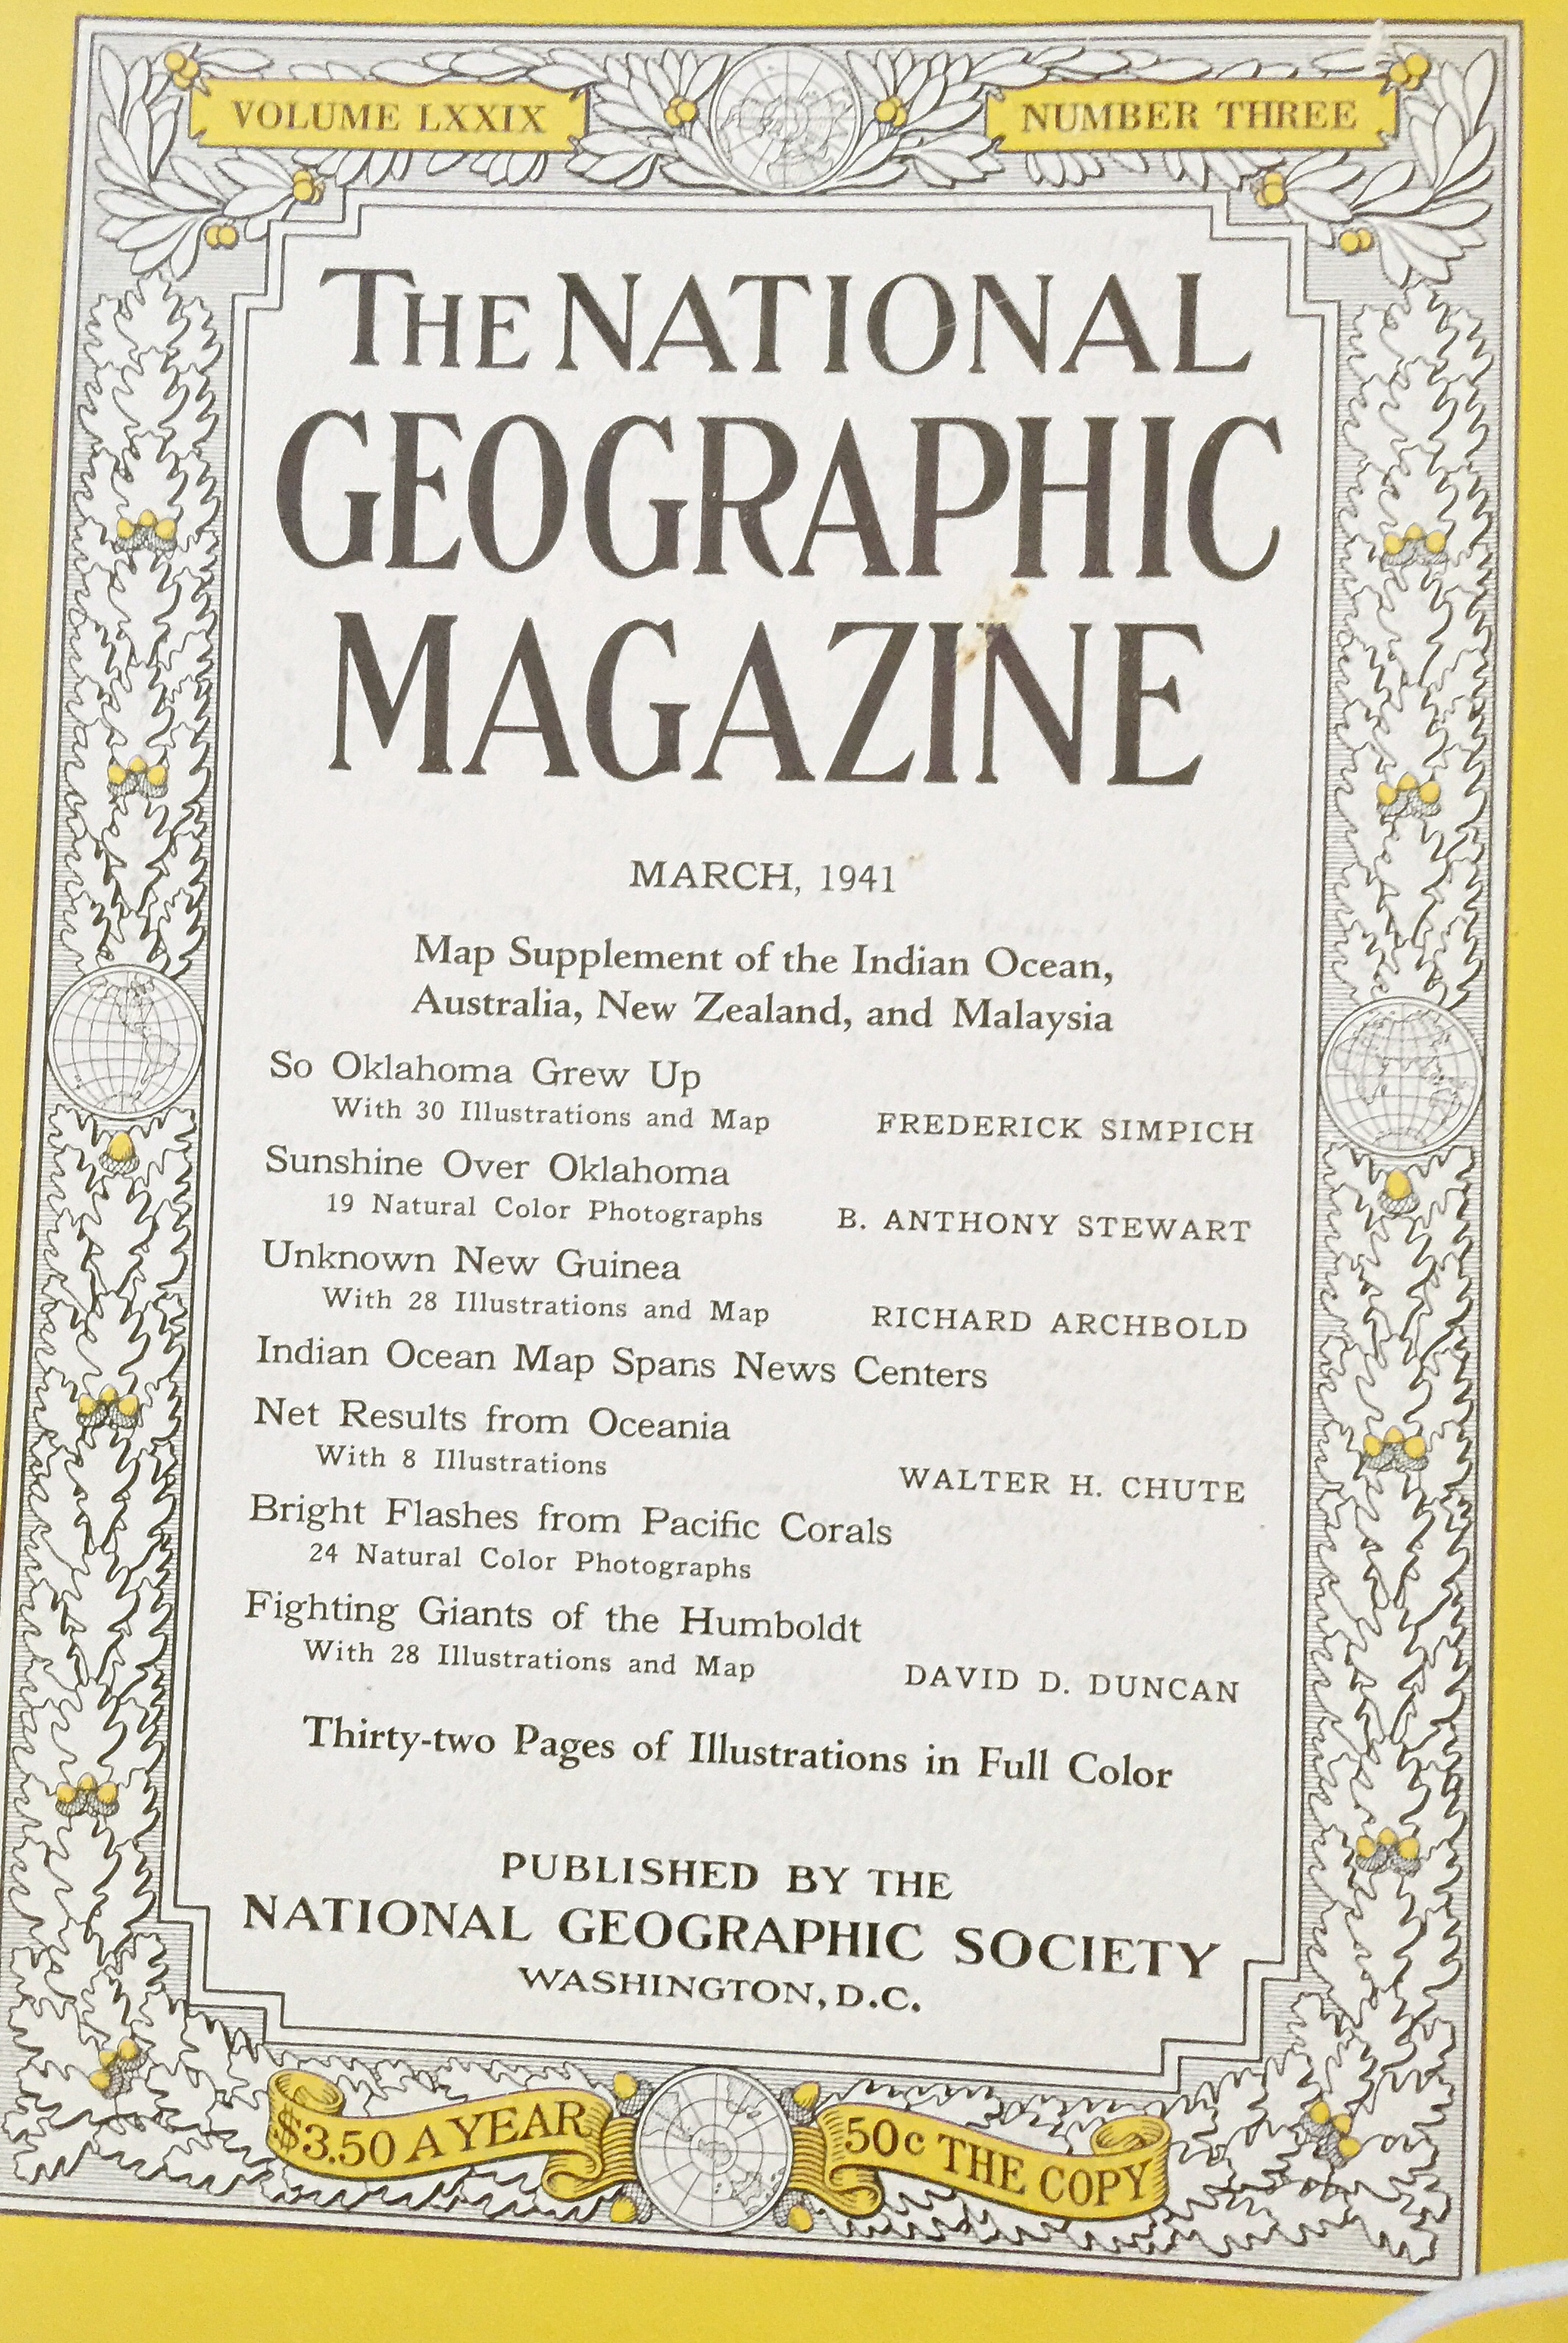 VOLUME LXXIX
NUMBER THREE
THE NATIONAL
GEOGRAPHIC
MAGAZINE
MARCH, 1941
Map Supplement of the Indian Ocean,
Australia, New Zealand, and Malaysia
So Oklahoma Grew Up
With 30 Illustrations and Map FREDERICK SIMPICH
Sunshine Over Oklahoma
19 Natural Color Photographs B. ANTHONY STEWART
Unknown New Guinea
With 28 Illustrations and Map RICHARD ARCHBOLD
Indian Ocean Map Spans News Centers
Net Results from Oceania
With 8 Illustrations WALTER H. CHUTE
Bright Flashes from Pacific Corals
24 Natural Color Photographs
Fighting Giants of the Humboldt
With 28 Illustrations and Map DAVID D. DUNCAN
Thirty-two Pages of Illustrations in Full Color
PUBLISHED BY THE
NATIONAL GEOGRAPHIC SOCIETY
WASHINGTON, D.C.
$3.50 A YEAR
50c THE COPY